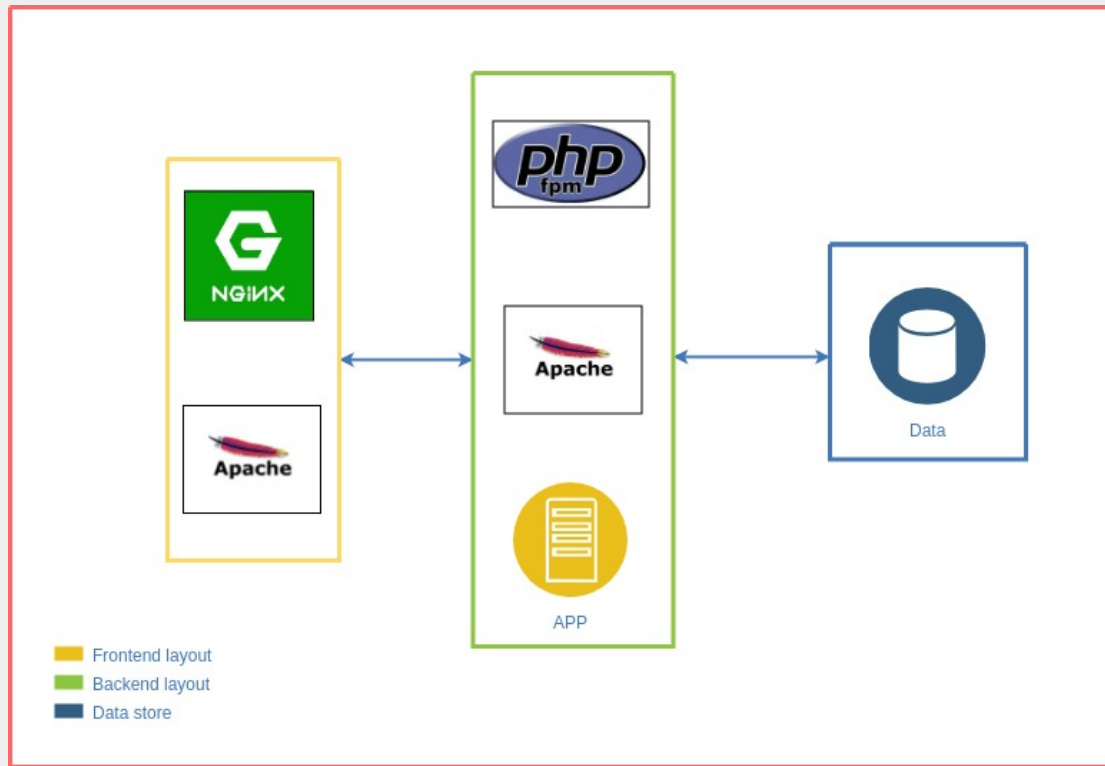 NGiNX
Apache
php
fpm
Apache
APP
Data
Frontend layout
Backend layout
Data store